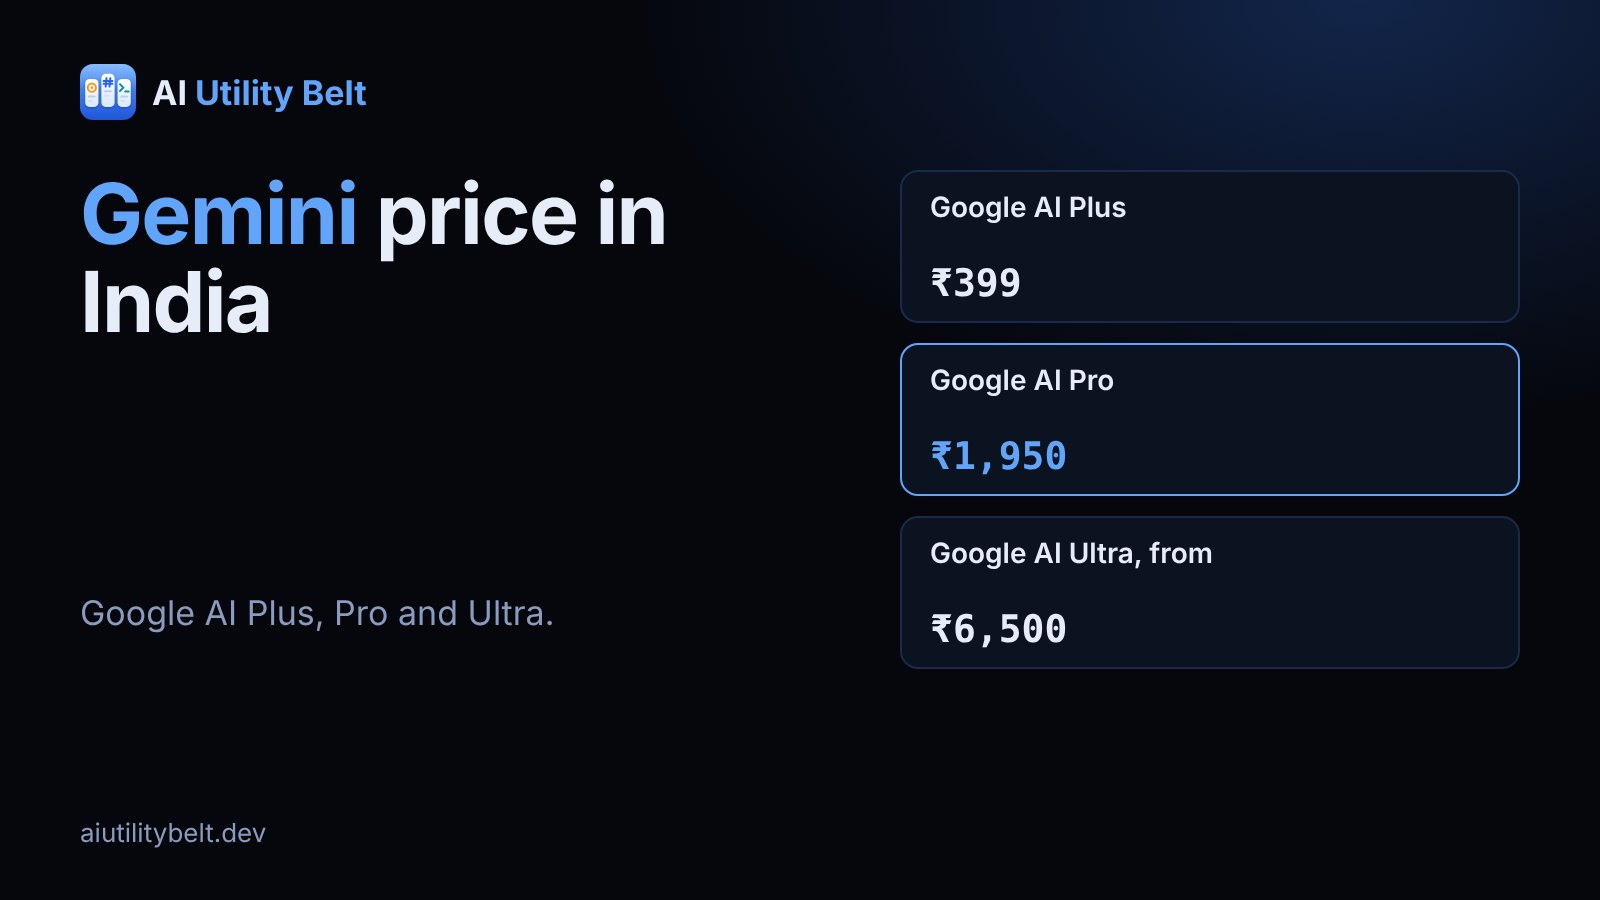 AI Utility Belt
Gemini price in
India
Google AI Plus, Pro and Ultra.
aiutilitybelt.dev
Google AI Plus
₹399
Google AI Pro
₹1,950
Google AI Ultra, from
₹6,500